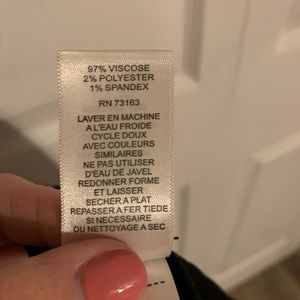 97% VISCOSE
2% POLYESTER
1% SPANDEX
RN 73163
LAVER EN MACHINE
A L'EAU FROIDE
CYCLE DOUX
AVEC COULEURS
SIMILAIRES
NE PAS UTILISER
D'EAU DE JAVEL
REDONNER FORME
ET LAISSER
SECHER A PLAT
REPASSER A FER TIEDE
SI NECESSAIRE
OU NETTOYAGE A SEC